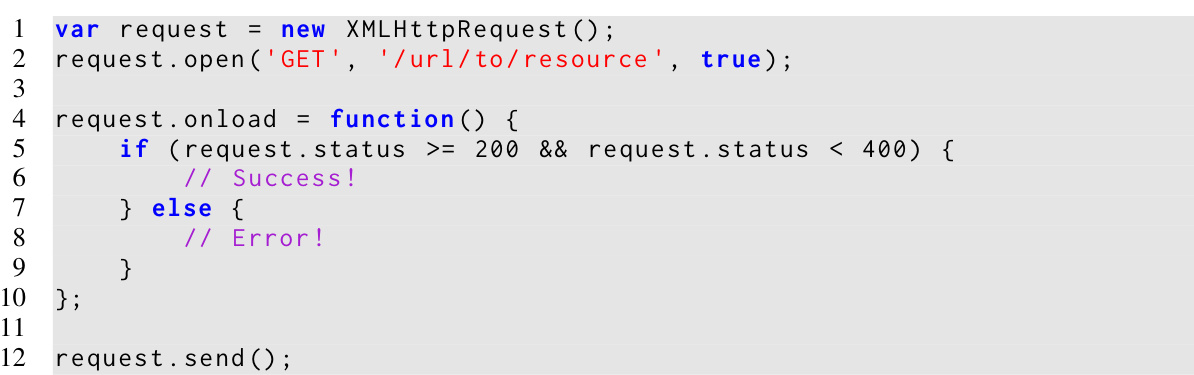 1 var request = new XMLHttpRequest();
2 request.open('GET', '/url/to/resource', true);
3
4 request.onload = function() {
5     if (request.status >= 200 && request.status < 400) {
6         // Success!
7     } else {
8         // Error!
9     }
10 };
11
12 request.send();